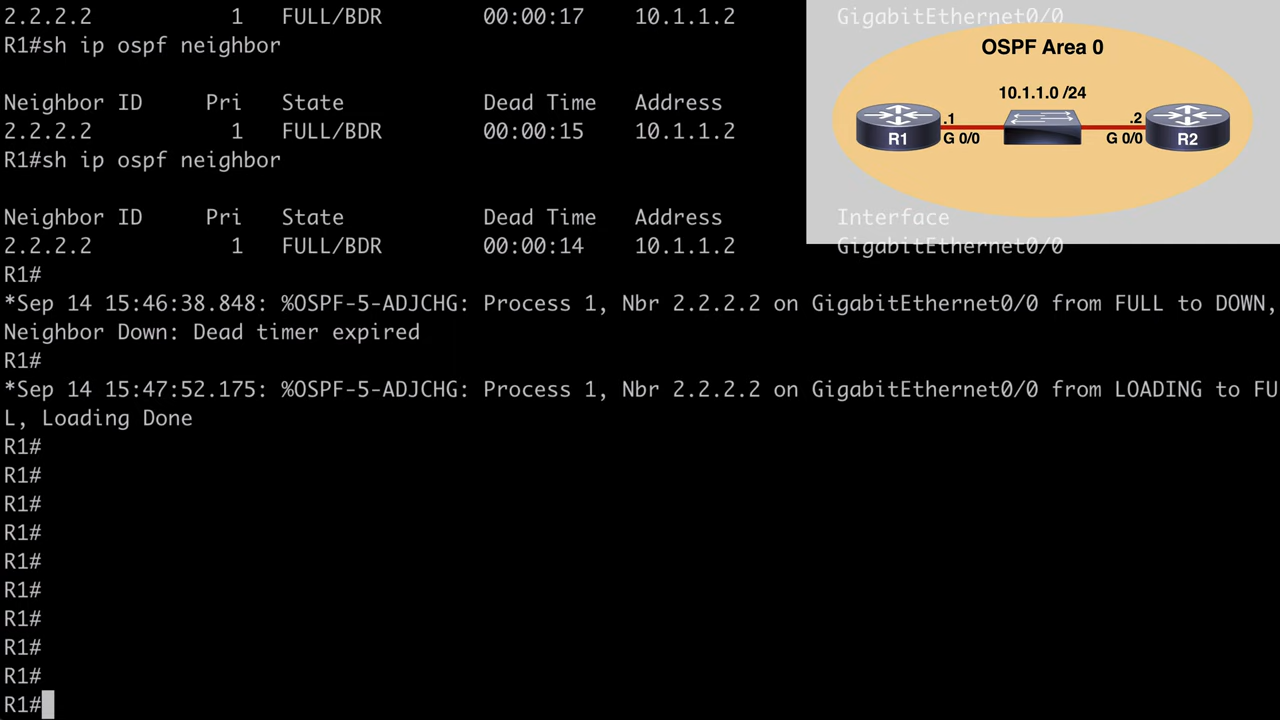 2.2.2.2           1   FULL/BDR        00:00:17    10.1.1.2        GigabitEthernet0/0
R1#sh ip ospf neighbor
Neighbor ID     Pri   State           Dead Time   Address
2.2.2.2           1   FULL/BDR        00:00:15    10.1.1.2
R1#sh ip ospf neighbor
Neighbor ID     Pri   State           Dead Time   Address         Interface
2.2.2.2           1   FULL/BDR        00:00:14    10.1.1.2        GigabitEthernet0/0
R1#
*Sep 14 15:46:38.848: %OSPF-5-ADJCHG: Process 1, Nbr 2.2.2.2 on GigabitEthernet0/0 from FULL to DOWN,
Neighbor Down: Dead timer expired
R1#
*Sep 14 15:47:52.175: %OSPF-5-ADJCHG: Process 1, Nbr 2.2.2.2 on GigabitEthernet0/0 from LOADING to FU
L, Loading Done
R1#
R1#
R1#
R1#
R1#
R1#
R1#
R1#
R1#
R1#
OSPF Area 0
10.1.1.0 /24
.1
.2
R1
G 0/0
G 0/0
R2